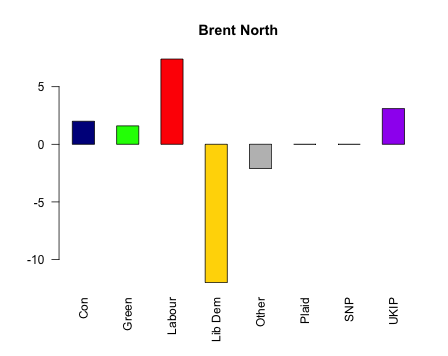 Brent North
5
0
-5
-10
Con
Green
Labour
Lib Dem
Other
Plaid
SNP
UKIP